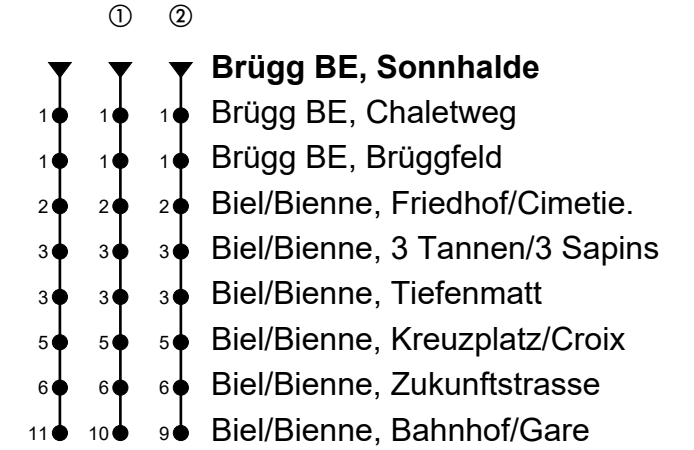 ① ②
Brügg BE, Sonnhalde
1 1 1 Brügg BE, Chaletweg
1 1 1 Brügg BE, Brüggfeld
2 2 2 Biel/Bienne, Friedhof/Cimetie.
3 3 3 Biel/Bienne, 3 Tannen/3 Sapins
3 3 3 Biel/Bienne, Tiefenmatt
5 5 5 Biel/Bienne, Kreuzplatz/Croix
6 6 6 Biel/Bienne, Zukunftstrasse
11 10 9 Biel/Bienne, Bahnhof/Gare